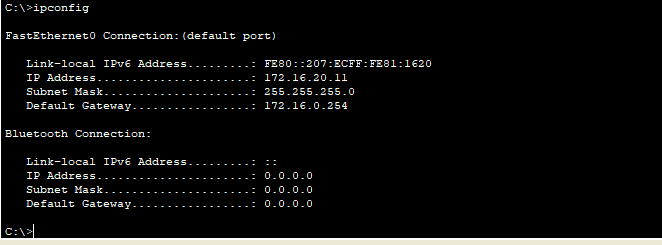 C:\>ipconfig
FastEthernet0 Connection:(default port)
Link-local IPv6 Address.........: FE80::207:ECFF:FE81:1620
IP Address......................: 172.16.20.11
Subnet Mask.....................: 255.255.255.0
Default Gateway.................: 172.16.0.254
Bluetooth Connection:
Link-local IPv6 Address.........: ::
IP Address......................: 0.0.0.0
Subnet Mask.....................: 0.0.0.0
Default Gateway.................: 0.0.0.0
C:\>